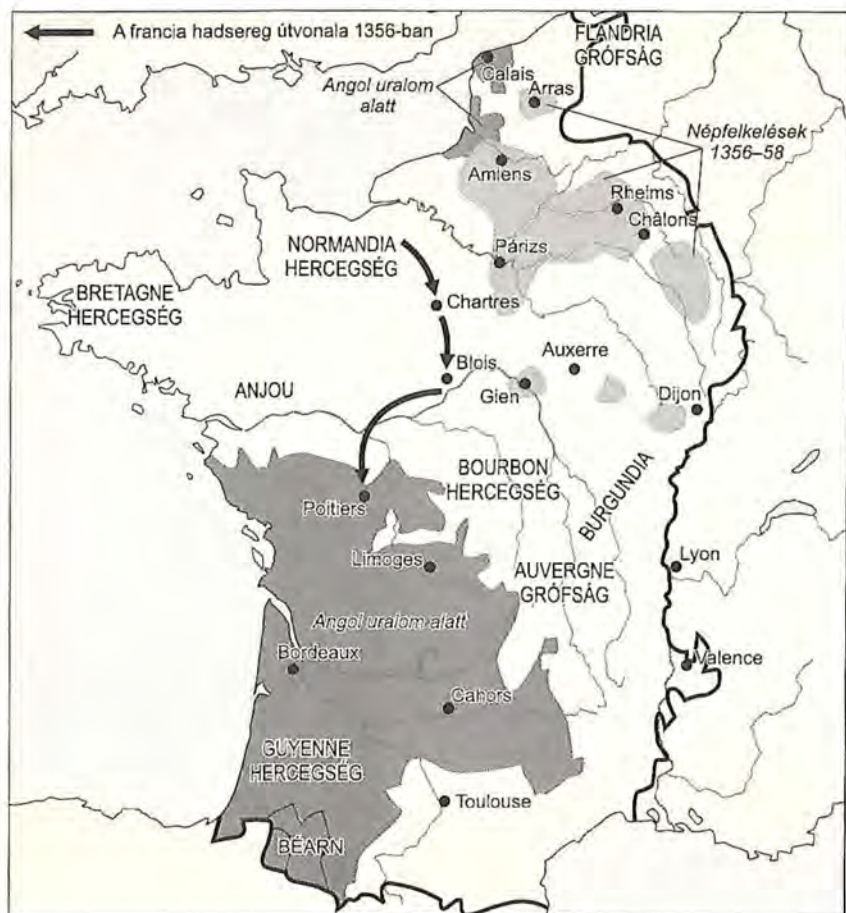 A francia hadsereg útvonala 1356-ban
FLANDRIA
GRÓFSÁG
Calais
Angol uralom
alatt
Arras
Népfelkelések
1356–58
Amiens
Rheims
Châlons
Párizs
NORMANDIA
HERCEGSÉG
BRETAGNE
HERCEGSÉG
Chartres
Blois
Auxerre
Gien
Dijon
ANJOU
BOURBON
HERCEGSÉG
BURGUNDIA
Poitiers
Limoges
AUVERGNE
GRÓFSÁG
Lyon
Angol uralom alatt
Bordeaux
Valence
Cahors
GUYENNE
HERCEGSÉG
Toulouse
BÉARN